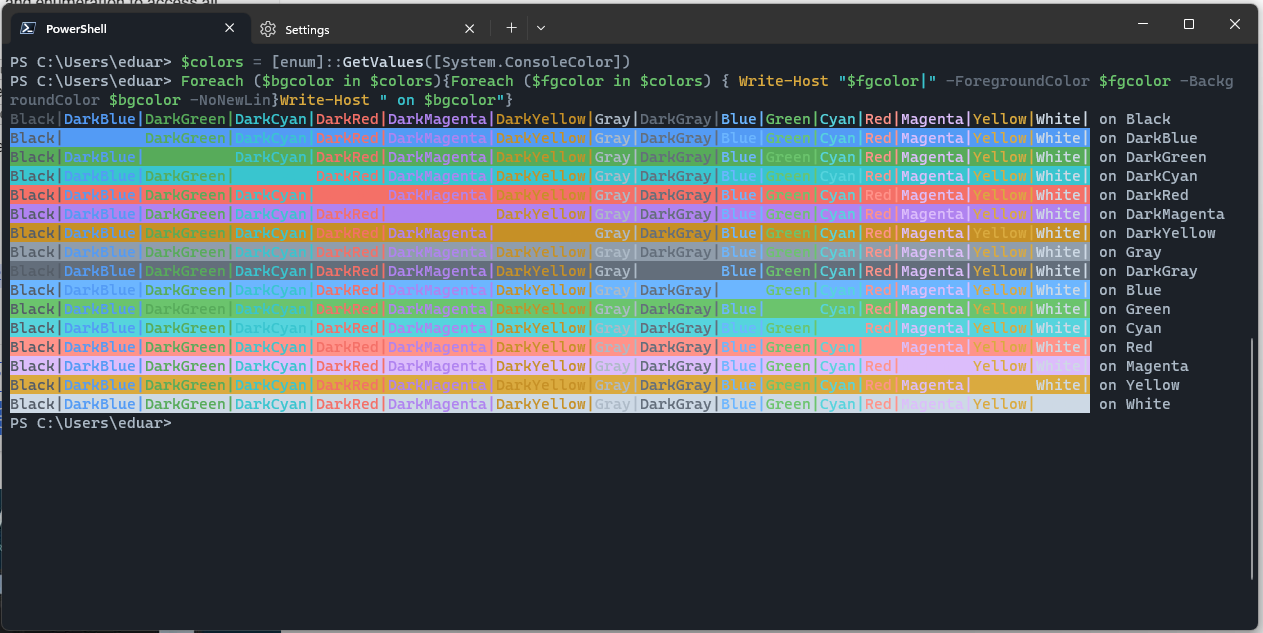 and enumeration to access all
PowerShell
Settings
PS C:\Users\eduar> $colors = [enum]::GetValues([System.ConsoleColor])
PS C:\Users\eduar> Foreach ($bgcolor in $colors){Foreach ($fgcolor in $colors) { Write-Host "$fgcolor|" -ForegroundColor $fgcolor -Backg
roundColor $bgcolor -NoNewLin}Write-Host " on $bgcolor"}
Black|DarkBlue|DarkGreen|DarkCyan|DarkRed|DarkMagenta|DarkYellow|Gray|DarkGray|Blue|Green|Cyan|Red|Magenta|Yellow|White| on Black
Black| DarkGreen|DarkCyan|DarkRed|DarkMagenta|DarkYellow|Gray|DarkGray|Blue|Green|Cyan|Red|Magenta|Yellow|White| on DarkBlue
Black|DarkBlue| DarkCyan|DarkRed|DarkMagenta|DarkYellow|Gray|DarkGray|Blue|Green|Cyan|Red|Magenta|Yellow|White| on DarkGreen
Black|DarkBlue|DarkGreen| DarkRed|DarkMagenta|DarkYellow|Gray|DarkGray|Blue|Green|Cyan|Red|Magenta|Yellow|White| on DarkCyan
Black|DarkBlue|DarkGreen|DarkCyan| DarkMagenta|DarkYellow|Gray|DarkGray|Blue|Green|Cyan|Red|Magenta|Yellow|White| on DarkRed
Black|DarkBlue|DarkGreen|DarkCyan|DarkRed| DarkYellow|Gray|DarkGray|Blue|Green|Cyan|Red|Magenta|Yellow|White| on DarkMagenta
Black|DarkBlue|DarkGreen|DarkCyan|DarkRed|DarkMagenta| Gray|DarkGray|Blue|Green|Cyan|Red|Magenta|Yellow|White| on DarkYellow
Black|DarkBlue|DarkGreen|DarkCyan|DarkRed|DarkMagenta|DarkYellow|Gray|DarkGray|Blue|Green|Cyan|Red|Magenta|Yellow|White| on Gray
Black|DarkBlue|DarkGreen|DarkCyan|DarkRed|DarkMagenta|DarkYellow|Gray| Blue|Green|Cyan|Red|Magenta|Yellow|White| on DarkGray
Black|DarkBlue|DarkGreen|DarkCyan|DarkRed|DarkMagenta|DarkYellow|Gray|DarkGray| Green|Cyan|Red|Magenta|Yellow|White| on Blue
Black|DarkBlue|DarkGreen|DarkCyan|DarkRed|DarkMagenta|DarkYellow|Gray|DarkGray|Blue| Cyan|Red|Magenta|Yellow|White| on Green
Black|DarkBlue|DarkGreen|DarkCyan|DarkRed|DarkMagenta|DarkYellow|Gray|DarkGray|Blue|Green| Red|Magenta|Yellow|White| on Cyan
Black|DarkBlue|DarkGreen|DarkCyan|DarkRed|DarkMagenta|DarkYellow|Gray|DarkGray|Blue|Green|Cyan| Magenta|Yellow|White| on Red
Black|DarkBlue|DarkGreen|DarkCyan|DarkRed|DarkMagenta|DarkYellow|Gray|DarkGray|Blue|Green|Cyan|Red| Yellow|White| on Magenta
Black|DarkBlue|DarkGreen|DarkCyan|DarkRed|DarkMagenta|DarkYellow|Gray|DarkGray|Blue|Green|Cyan|Red|Magenta| White| on Yellow
Black|DarkBlue|DarkGreen|DarkCyan|DarkRed|DarkMagenta|DarkYellow|Gray|DarkGray|Blue|Green|Cyan|Red|Magenta|Yellow| on White
PS C:\Users\eduar>